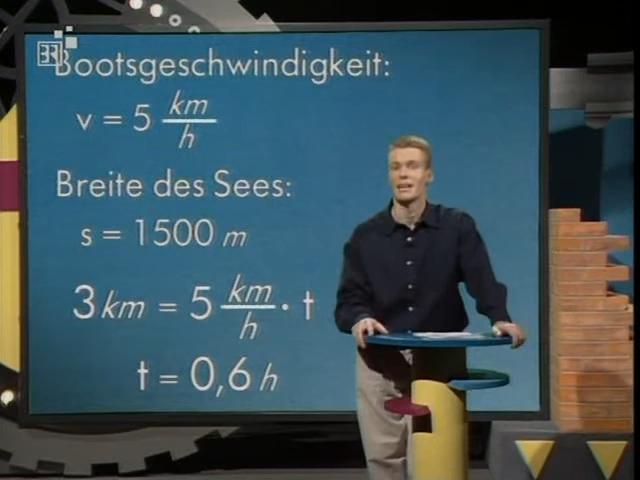 Bootsgeschwindigkeit:
v = 5 km/h
Breite des Sees:
s = 1500 m
3 km = 5 km/h · t
t = 0,6 h